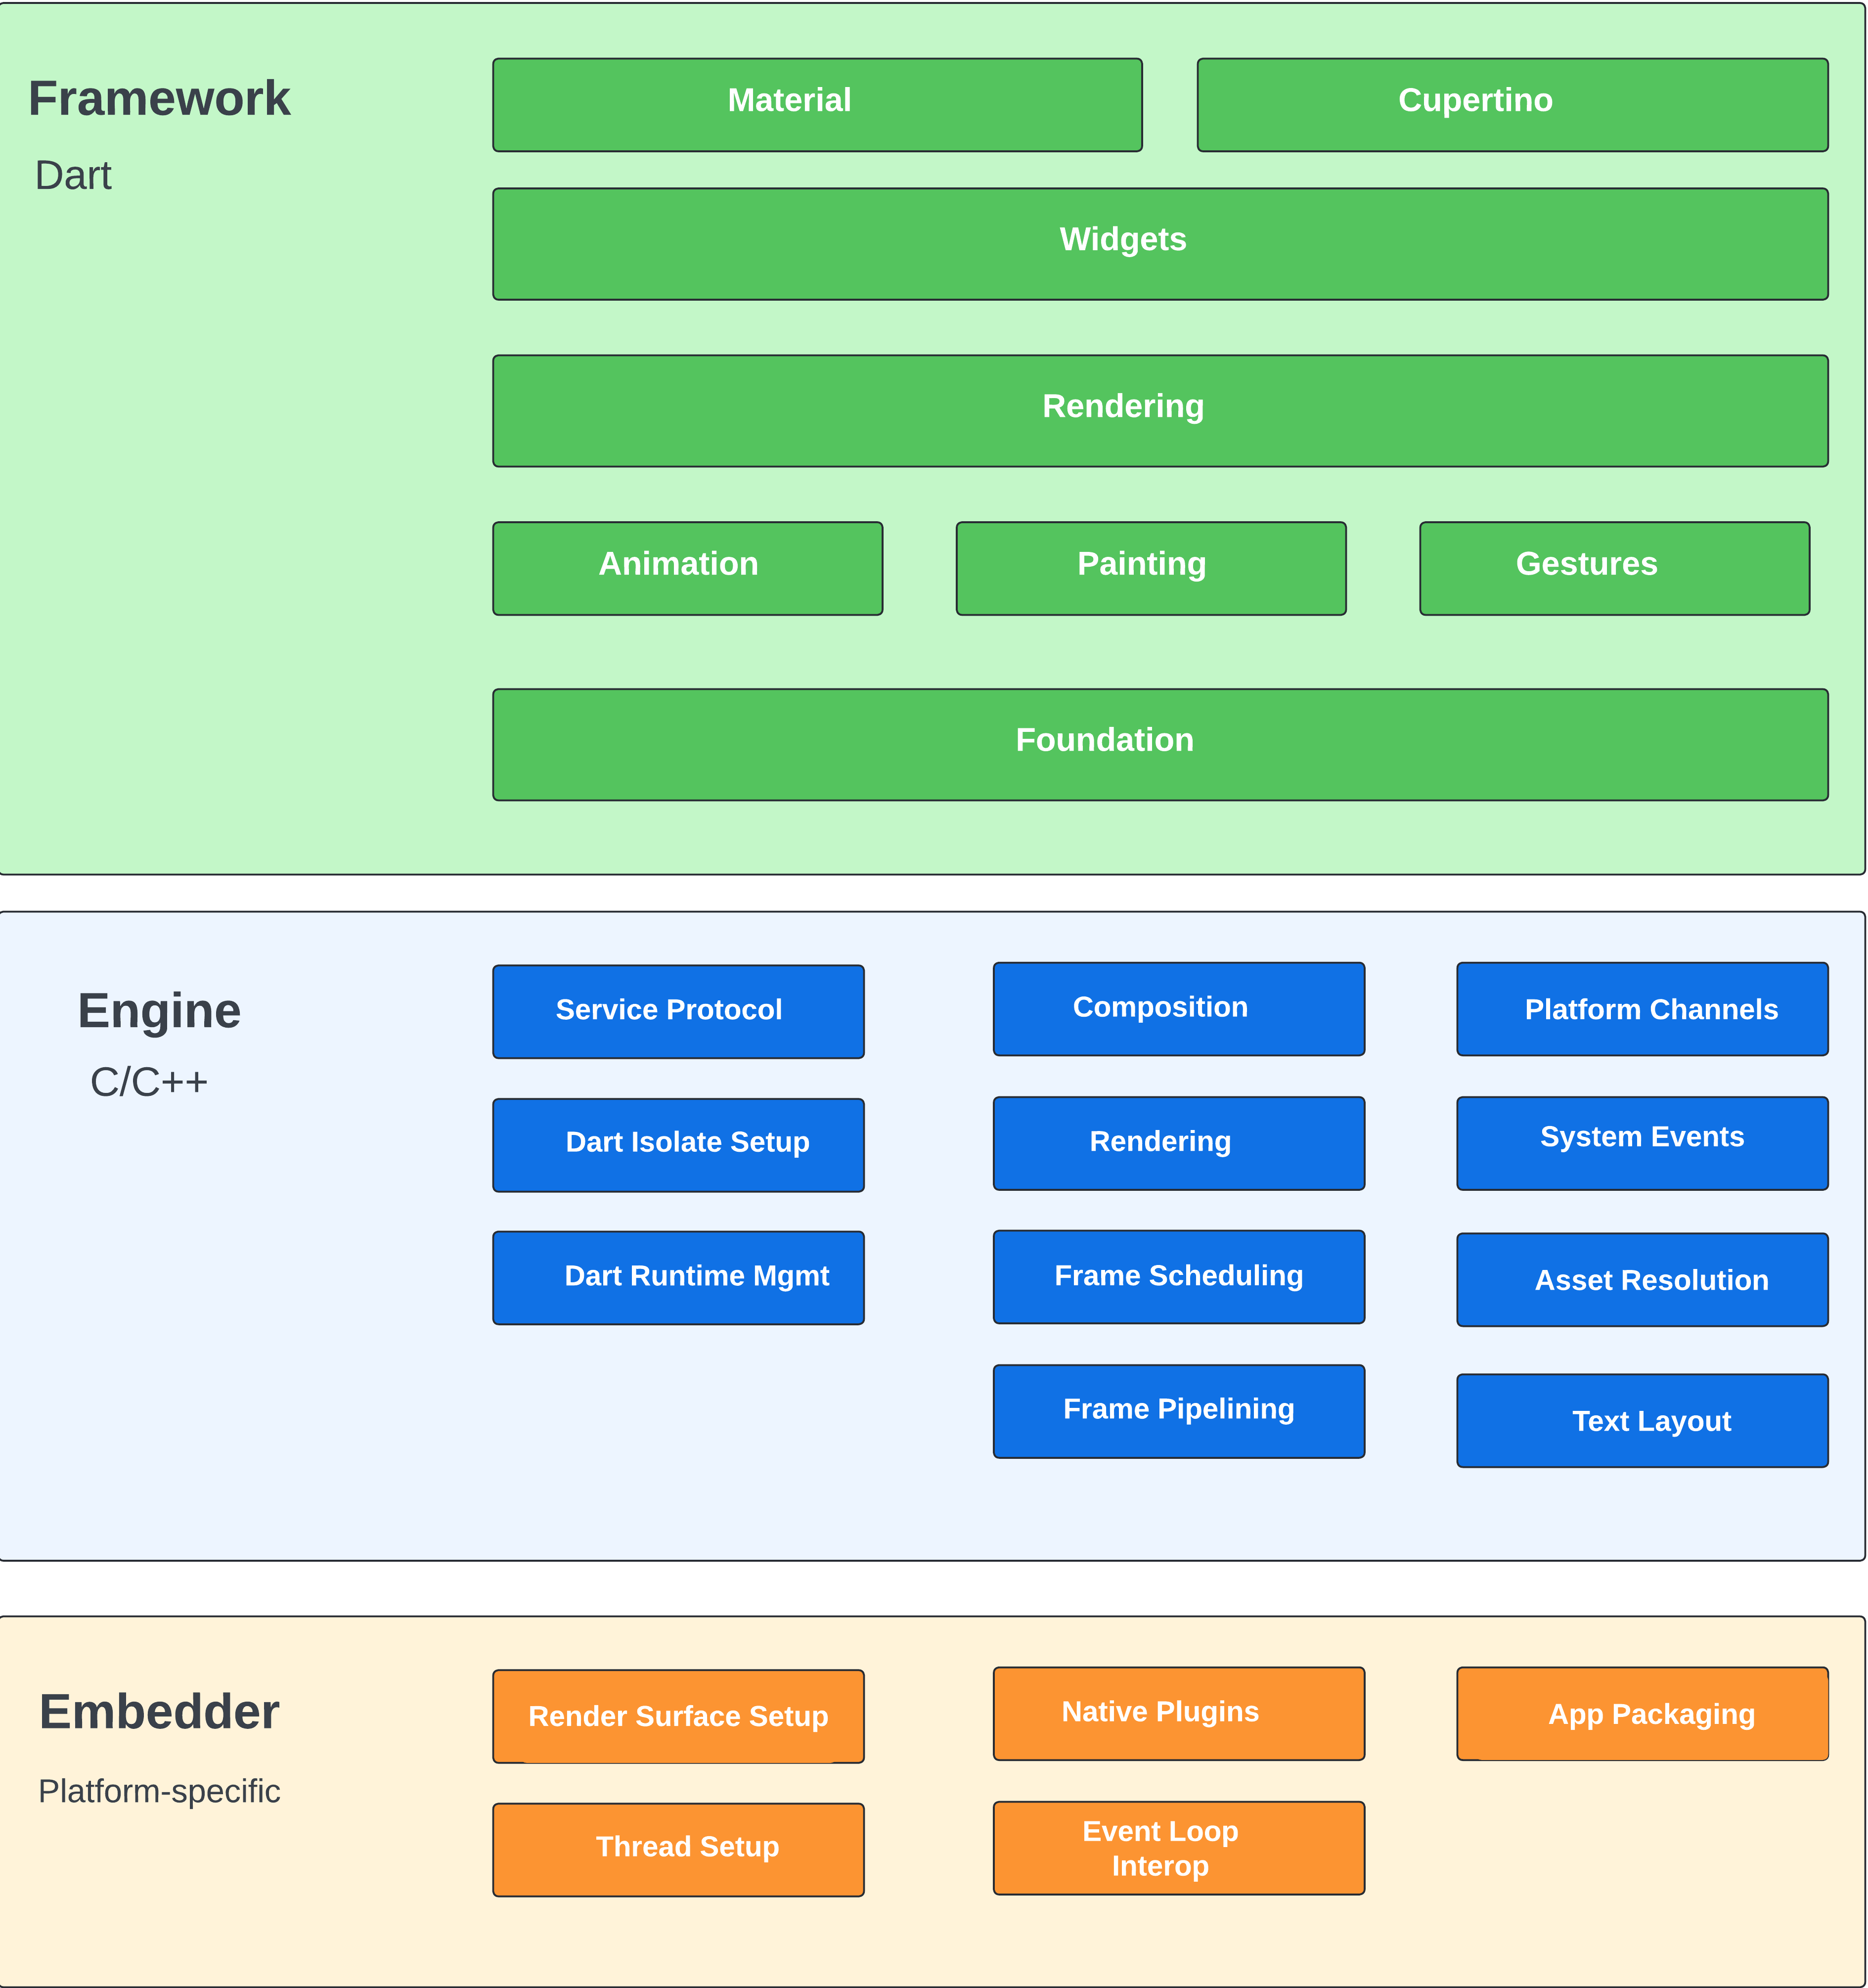 Framework
Dart
Material
Cupertino
Widgets
Rendering
Animation
Painting
Gestures
Foundation
Engine
C/C++
Service Protocol
Composition
Platform Channels
Dart Isolate Setup
Rendering
System Events
Dart Runtime Mgmt
Frame Scheduling
Asset Resolution
Frame Pipelining
Text Layout
Embedder
Platform-specific
Render Surface Setup
Native Plugins
App Packaging
Thread Setup
Event Loop
Interop